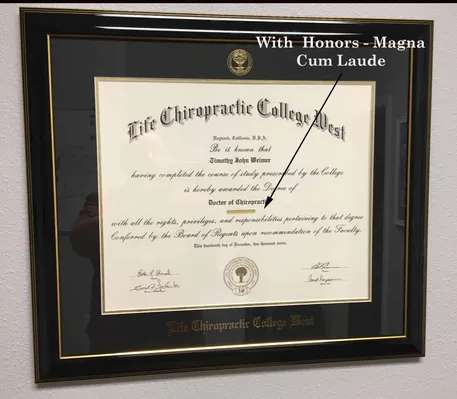 With Honors - Magna
Cum Laude
Life Chiropractic College West
Be it known that
Timothy John Weimer
having completed the course of study prescribed by the College
is hereby awarded the Degree of
Doctor of Chiropractic
with all the rights, privileges, and responsibilities pertaining to that degree
Conferred by the Board of Regents upon recommendation of the Faculty.
Life Chiropractic College West